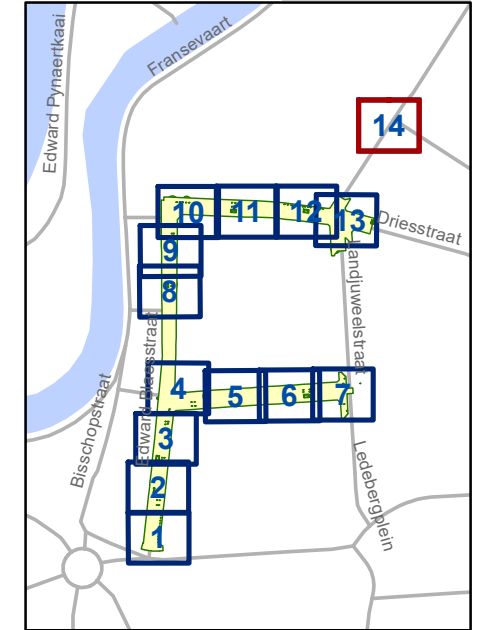 Edward Pynaertkaai
Fransevaart
14
10
11
12
13
Driesstraat
9
Landjuweelstraat
8
Edward Blaesstraat
4
5
6
7
Bisschopstraat
3
Ledebergplein
2
1